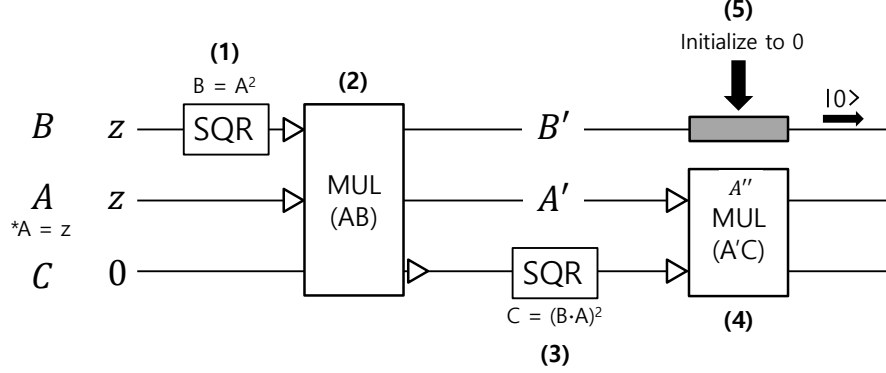 (5)
Initialize to 0
(1)
B = A²
(2)
|0>
B z SQR B′
MUL
(AB)
A z A′ A″
*A = z
MUL
(A′C)
C 0 SQR
C = (B·A)²
(3)
(4)